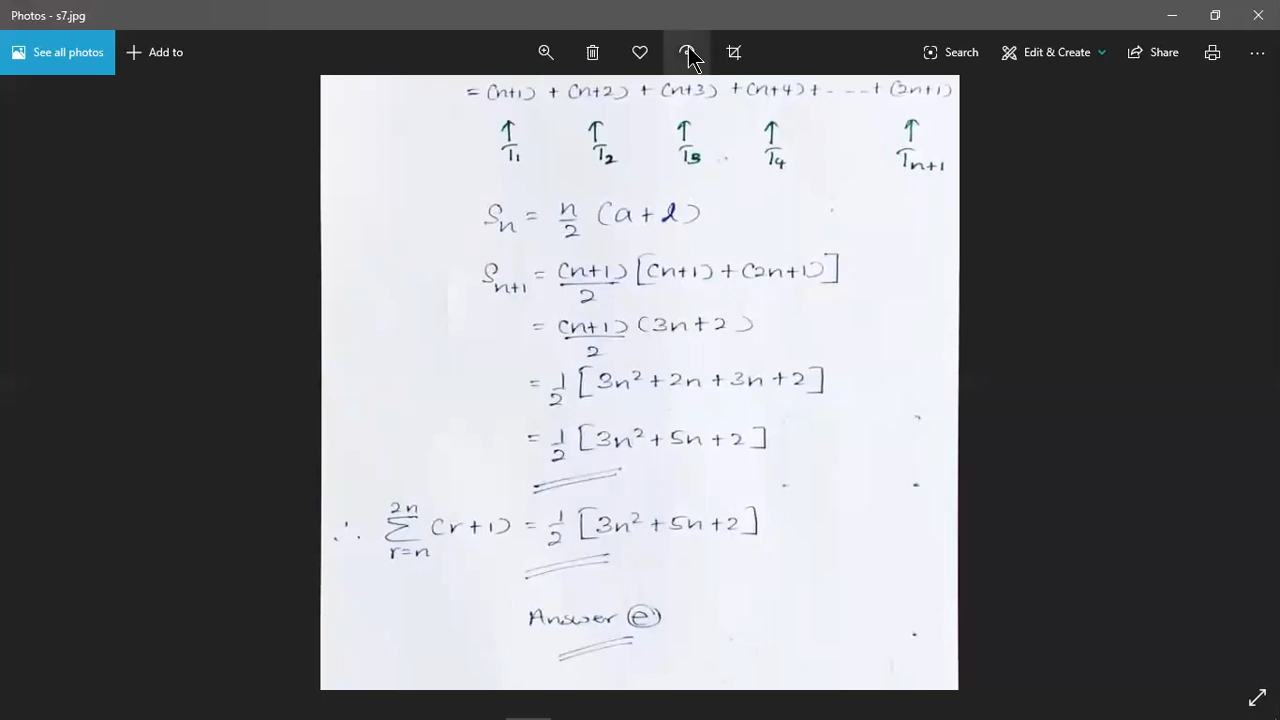 Photos - s7.jpg
See all photos
Add to
Search
Edit & Create
Share
= (n+1) + (n+2) + (n+3) + (n+4) + - - - + (2n+1)
↑ ↑ ↑ ↑ ↑
T₁ T₂ T₃ T₄ Tₙ₊₁
Sₙ = n/2 (a + l)
Sₙ₊₁ = (n+1)/2 [(n+1) + (2n+1)]
= (n+1)/2 (3n + 2)
= 1/2 [3n² + 2n + 3n + 2]
= 1/2 [3n² + 5n + 2]
∴ ∑_{r=n}^{2n} (r+1) = 1/2 [3n² + 5n + 2]
Answer ⓔ